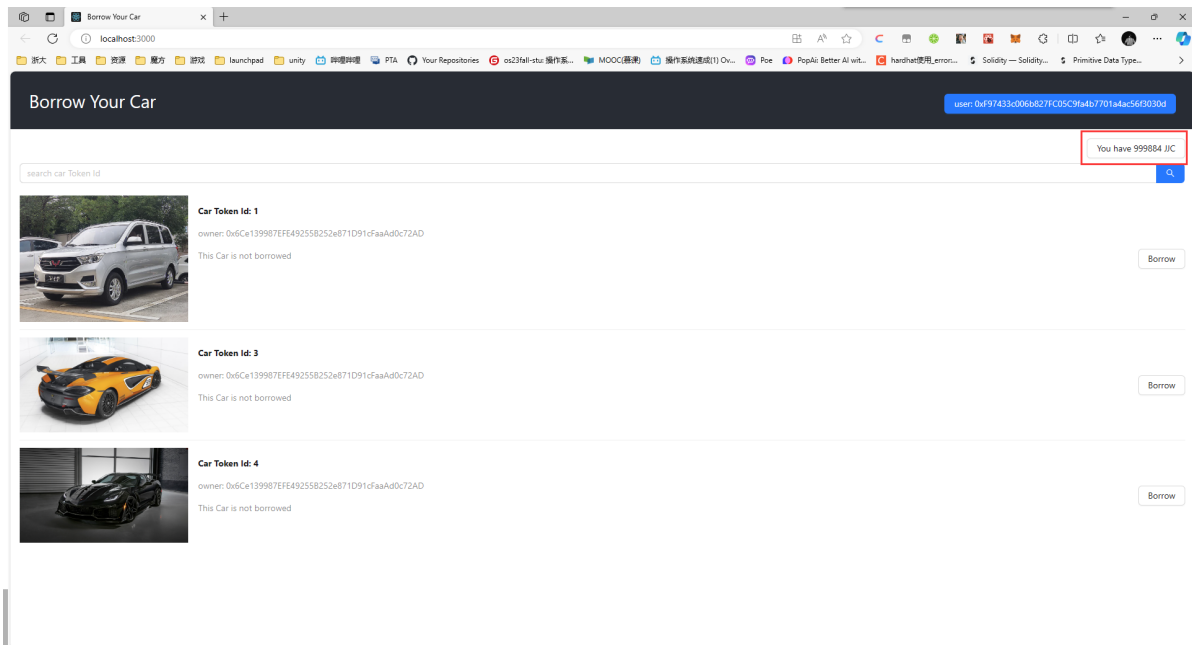 Borrow Your Car
localhost:3000
浙大 工具 资源 魔方 游戏 launchpad unity 哔哩哔哩 PTA Your Repositories os23fall-stu: 操作系... MOOC(慕课) 操作系统速成(1) Ov... Poe PopAi: Better AI wit... hardhat使用_error:... Solidity — Solidity... Primitive Data Type...
Borrow Your Car
user: 0xF97433c006b827FC05C9fa4b7701a4ac56f3030d
You have 999884 JJC
search car Token Id
Car Token Id: 1
owner: 0x6Ce139987EFE49255B252e871D91cFaaAd0c72AD
This Car is not borrowed
Borrow
Car Token Id: 3
owner: 0x6Ce139987EFE49255B252e871D91cFaaAd0c72AD
This Car is not borrowed
Borrow
Car Token Id: 4
owner: 0x6Ce139987EFE49255B252e871D91cFaaAd0c72AD
This Car is not borrowed
Borrow